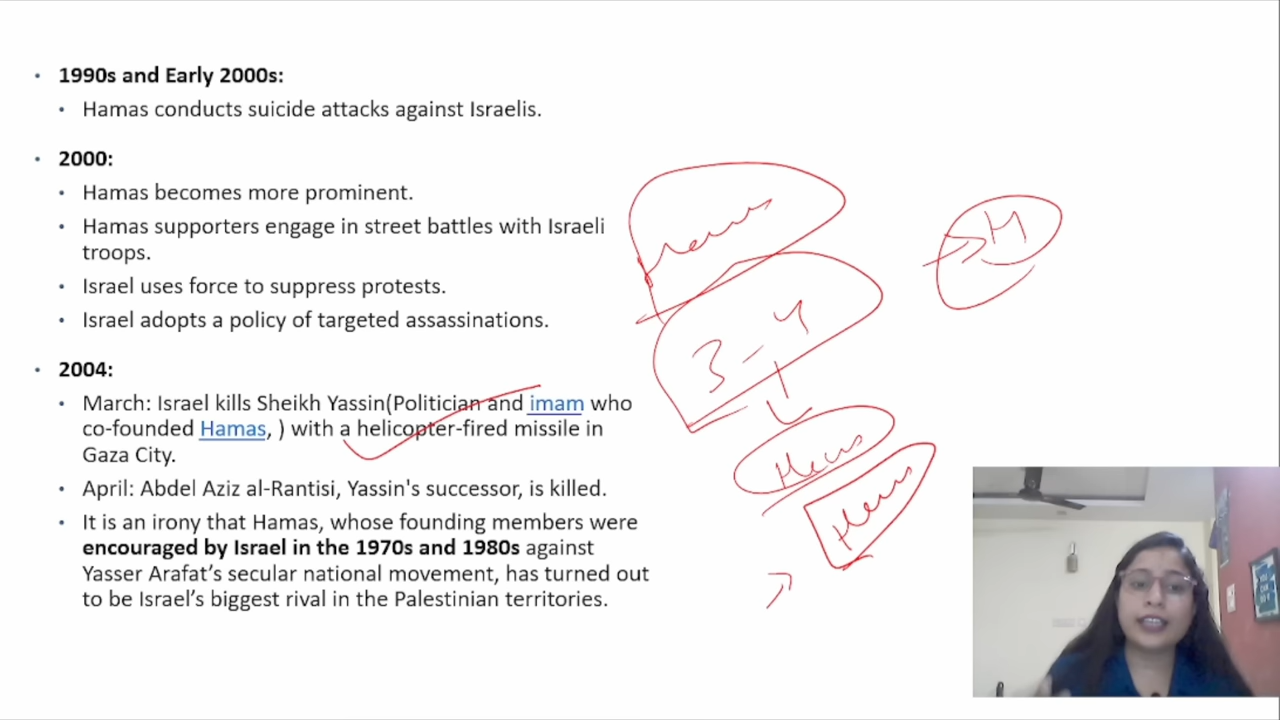 1990s and Early 2000s:
Hamas conducts suicide attacks against Israelis.
2000:
Hamas becomes more prominent.
Hamas supporters engage in street battles with Israeli
troops.
Israel uses force to suppress protests.
Israel adopts a policy of targeted assassinations.
2004:
March: Israel kills Sheikh Yassin(Politician and imam who
co-founded Hamas, ) with a helicopter-fired missile in
Gaza City.
April: Abdel Aziz al-Rantisi, Yassin's successor, is killed.
It is an irony that Hamas, whose founding members were
encouraged by Israel in the 1970s and 1980s against
Yasser Arafat’s secular national movement, has turned out
to be Israel’s biggest rival in the Palestinian territories.
3-4
H